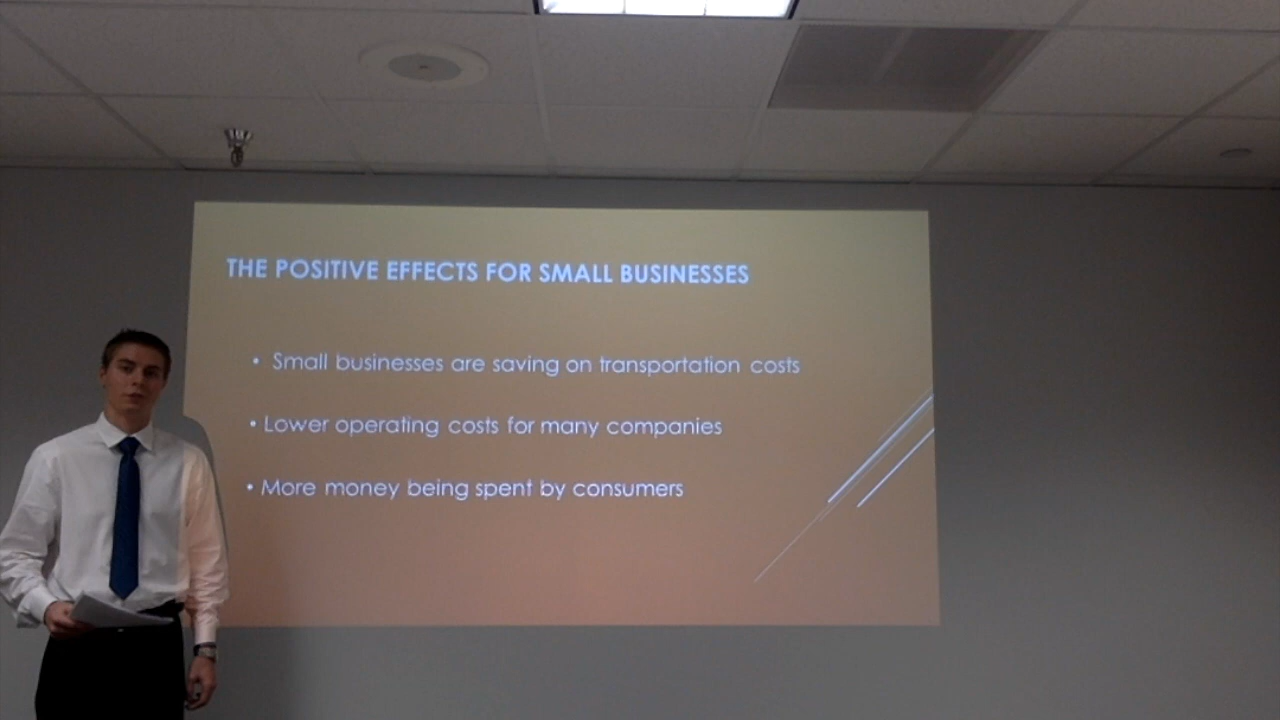 THE POSITIVE EFFECTS FOR SMALL BUSINESSES
• Small businesses are saving on transportation costs
• Lower operating costs for many companies
• More money being spent by consumers